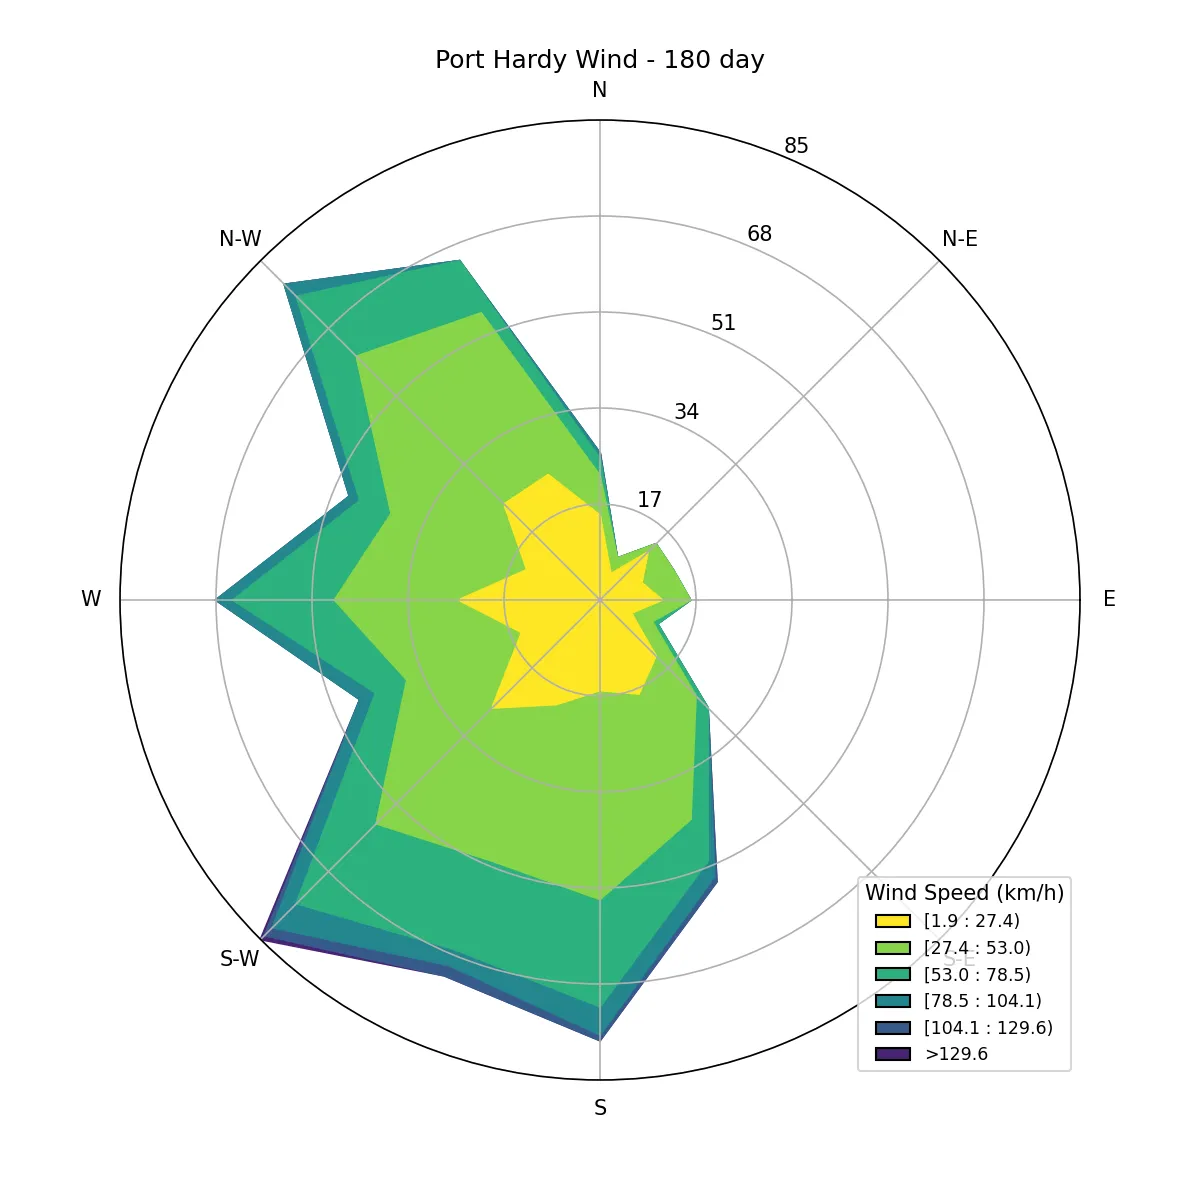 Port Hardy Wind - 180 day
N
85
N-W
68
N-E
51
34
17
W
E
Wind Speed (km/h)
[1.9 : 27.4)
[27.4 : 53.0)
S-W
S-E
[53.0 : 78.5)
[78.5 : 104.1)
[104.1 : 129.6)
>129.6
S